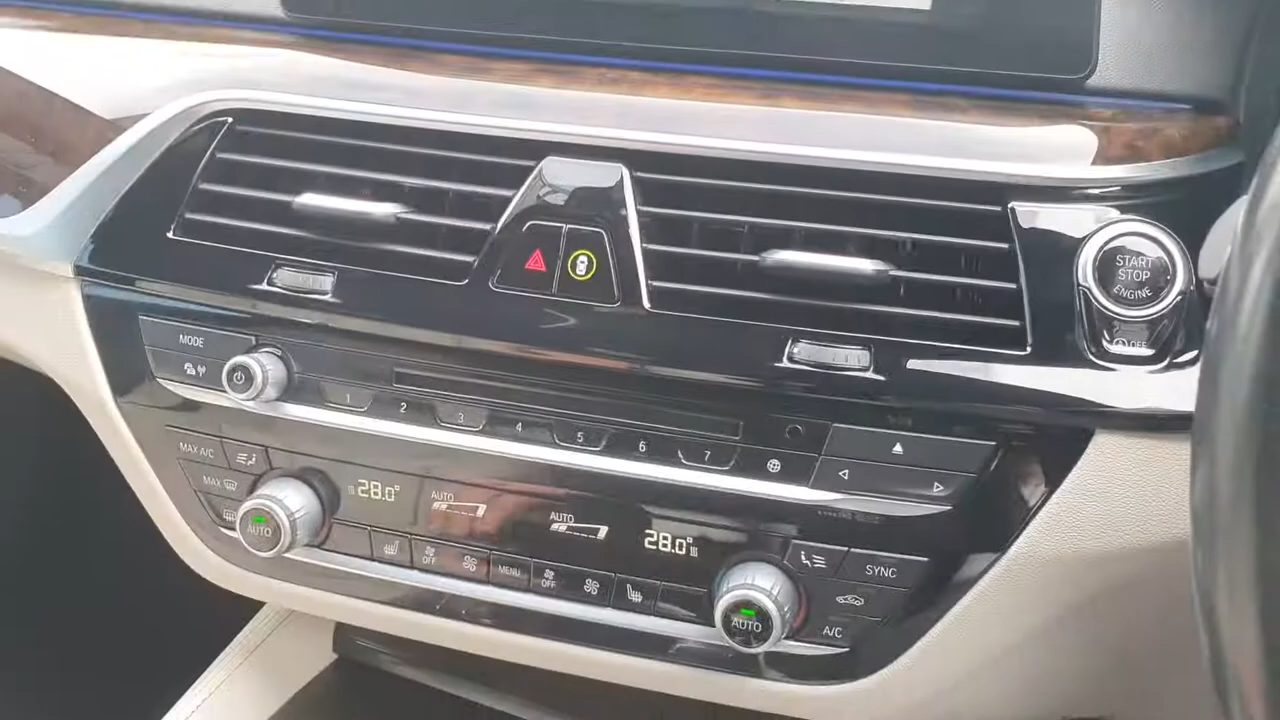 START
STOP
ENGINE
OFF
MODE
1 2 3 4 5 6 7
MAX A/C
MAX
AUTO
28.0°
AUTO
AUTO
28.0°
OFF
MENU
OFF
AUTO
SYNC
A/C